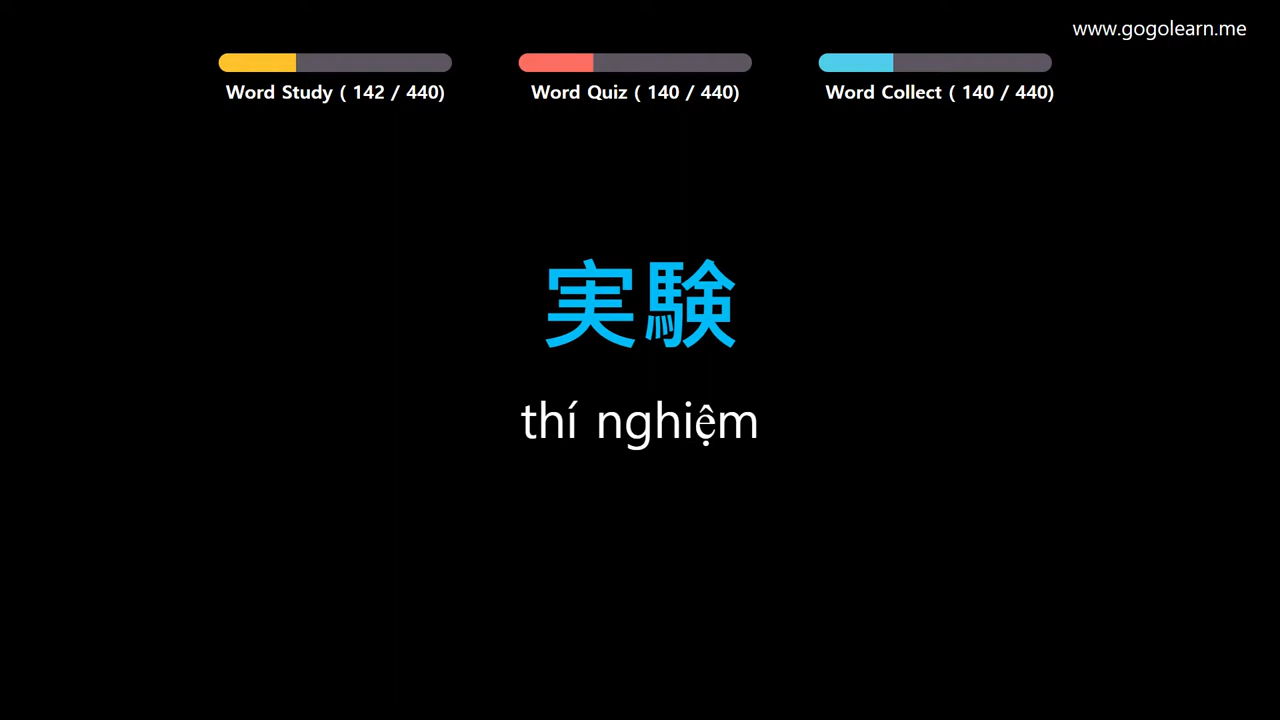 www.gogolearn.me
Word Study ( 142 / 440)
Word Quiz ( 140 / 440)
Word Collect ( 140 / 440)
実験
thí nghiệm